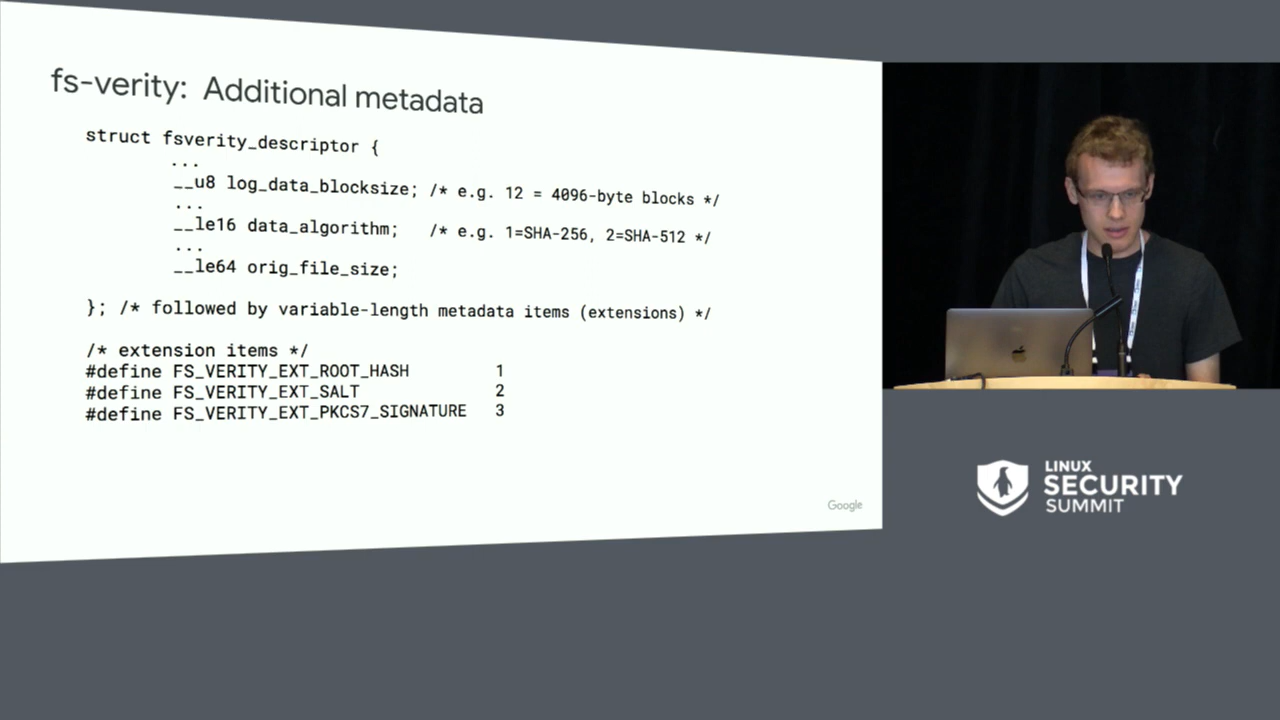 fs-verity: Additional metadata
struct fsverity_descriptor {
...
__u8 log_data_blocksize; /* e.g. 12 = 4096-byte blocks */
...
__le16 data_algorithm; /* e.g. 1=SHA-256, 2=SHA-512 */
...
__le64 orig_file_size;
}; /* followed by variable-length metadata items (extensions) */
/* extension items */
#define FS_VERITY_EXT_ROOT_HASH 1
#define FS_VERITY_EXT_SALT 2
#define FS_VERITY_EXT_PKCS7_SIGNATURE 3
Google
LINUX
SECURITY
SUMMIT